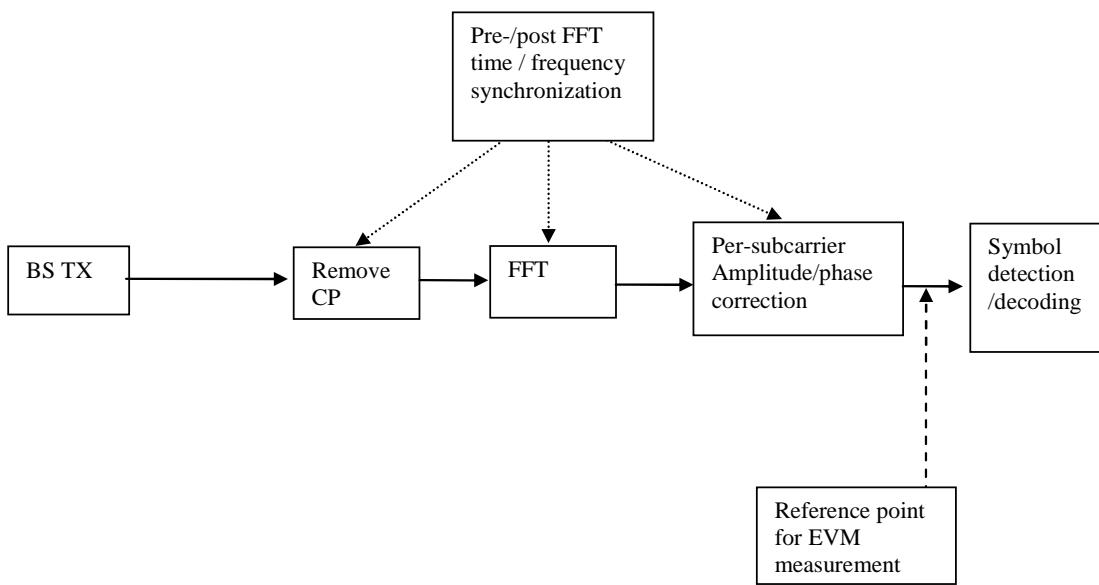 Pre-/post FFT
time / frequency
synchronization
BS TX
Remove
CP
FFT
Per-subcarrier
Amplitude/phase
correction
Symbol
detection
/decoding
Reference point
for EVM
measurement